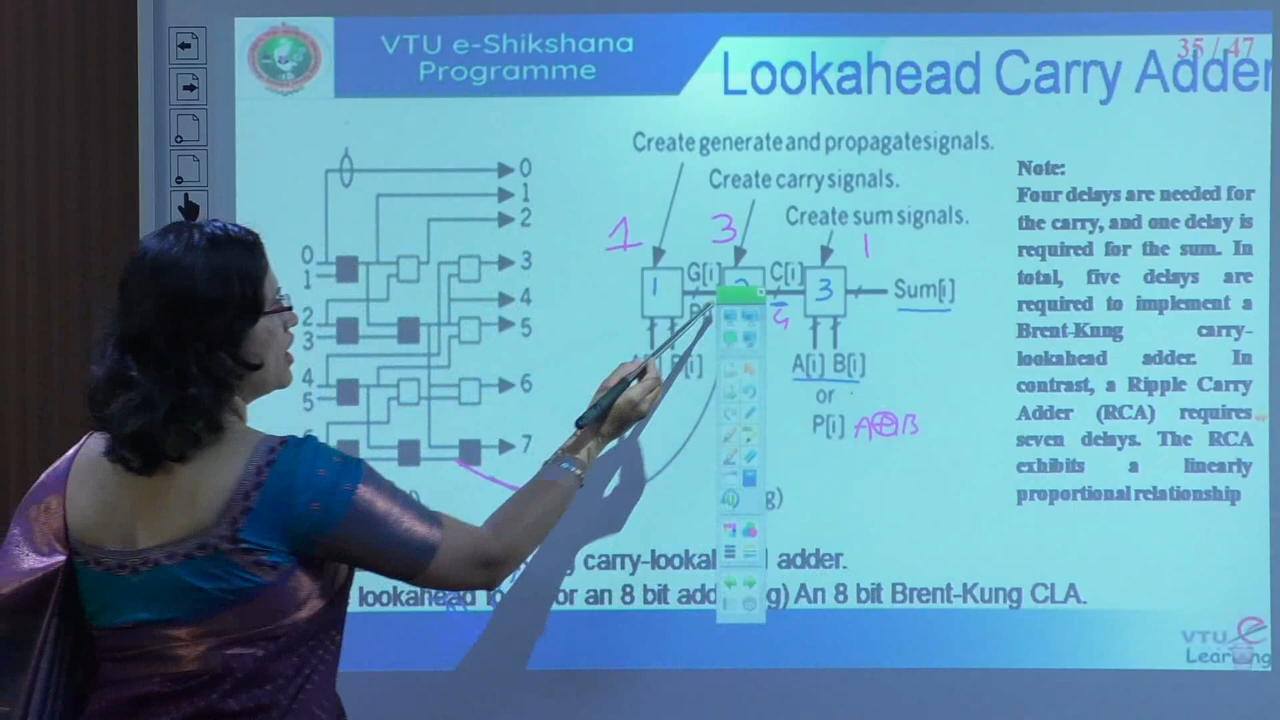 VTU e-Shikshana
Programme
Lookahead Carry Adder
35 / 47
Create generate and propagatesignals.
Create carry signals.
Create sum signals.
1
3
1
0
1
2
3
4
5
6
7
0
1
2
3
4
5
G[i]
C[i]
1
3
Sum[i]
4
A[i] B[i]
or
P[i] A⊕B
g)
carry-lookahead adder.
lookahead for an 8 bit g) An 8 bit Brent-Kung CLA.
Note:
Four delays are needed for
the carry, and one delay is
required for the sum. In
total, five delays are
required to implement a
Brent-Kung carry-
lookahead adder. In
contrast, a Ripple Carry
Adder (RCA) requires
seven delays. The RCA
exhibits a linearly
proportional relationship
VTU e
Learning